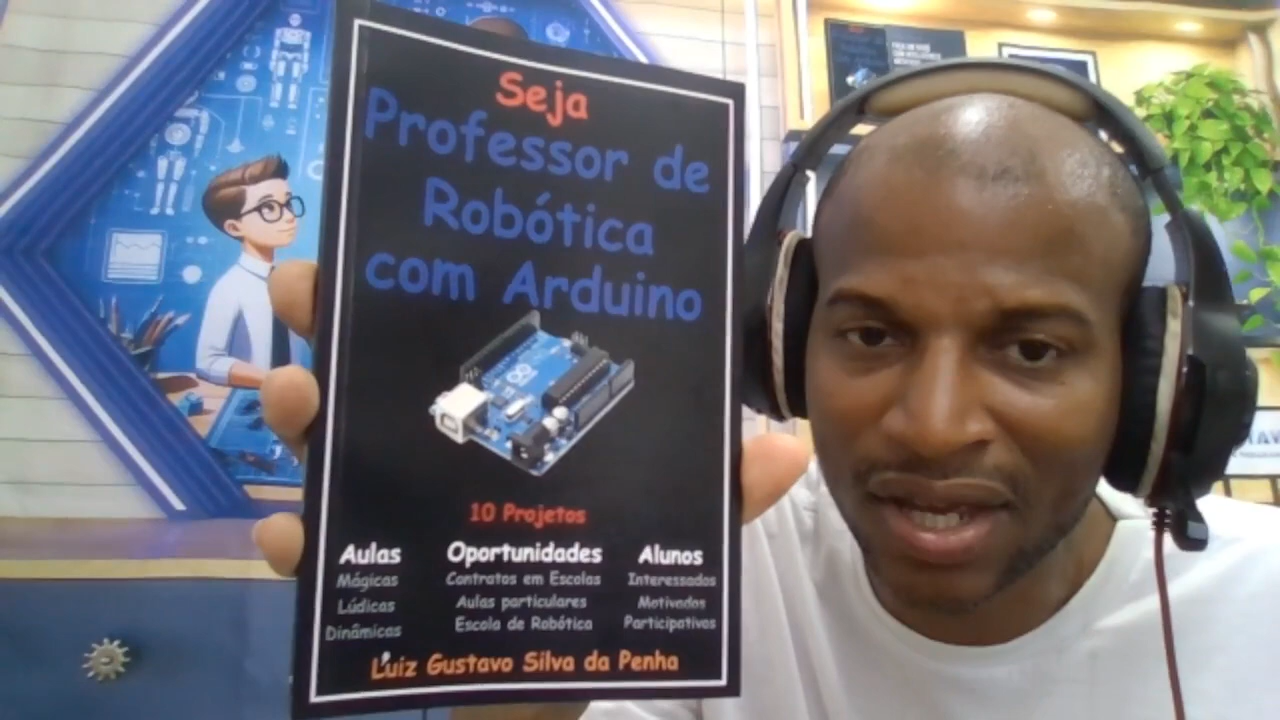 Seja
Professor de
Robótica
com Arduino
10 Projetos
Aulas
Mágicas
Lúdicas
Dinâmicas
Oportunidades
Contratos em Escolas
Aulas particulares
Escola de Robótica
Alunos
Interessados
Motivados
Participativos
Luiz Gustavo Silva da Penha